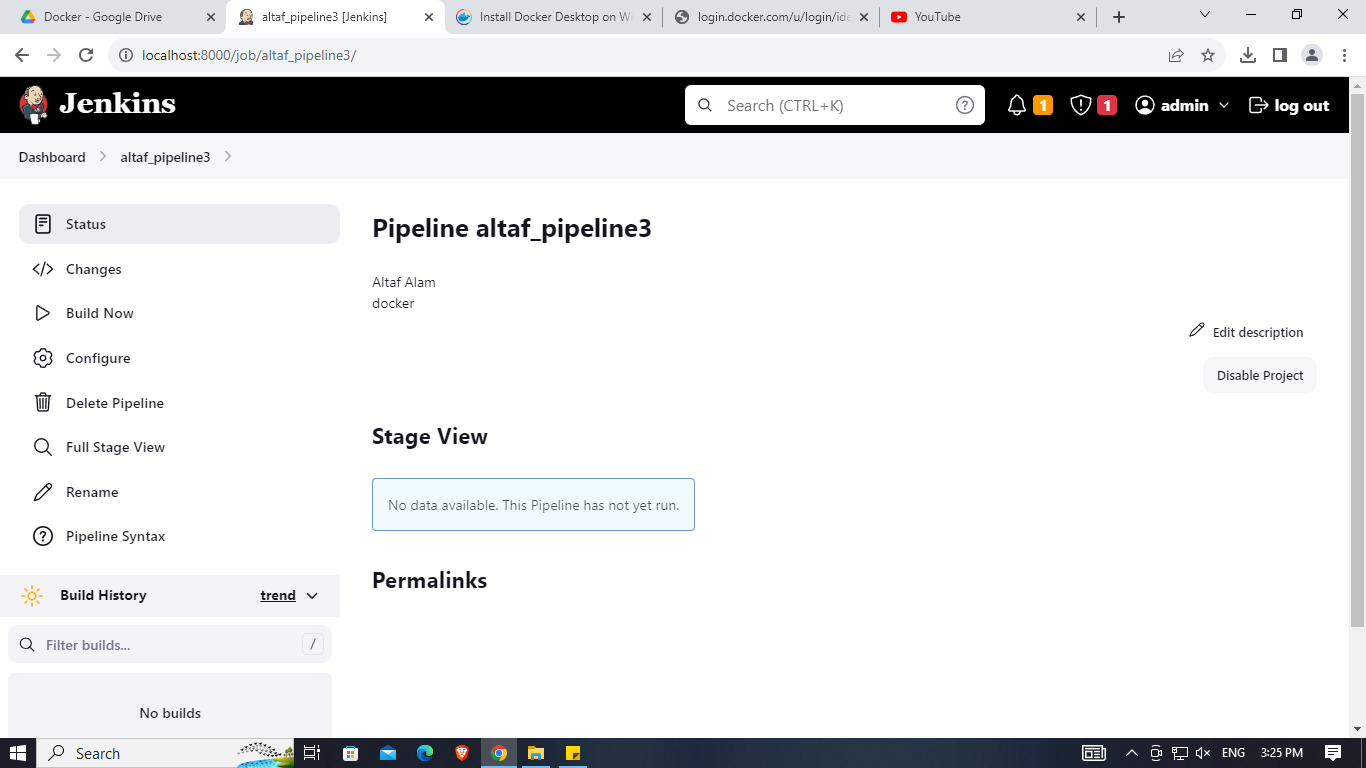 Docker - Google Drive
altaf_pipeline3 [Jenkins]
Install Docker Desktop on Wi
login.docker.com/u/login/ide
YouTube
localhost:8000/job/altaf_pipeline3/
Jenkins
Search (CTRL+K)
1
1
admin
log out
Dashboard
altaf_pipeline3
Status
Changes
Build Now
Configure
Delete Pipeline
Full Stage View
Rename
Pipeline Syntax
Build History
trend
Filter builds...
/
No builds
Pipeline altaf_pipeline3
Altaf Alam
docker
Edit description
Disable Project
Stage View
No data available. This Pipeline has not yet run.
Permalinks
Search
ENG
3:25 PM